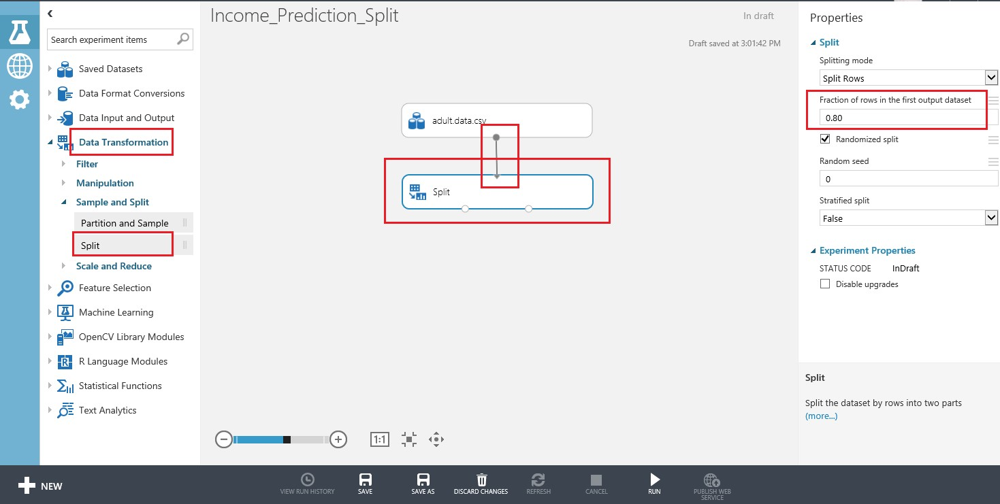 Search experiment items
Saved Datasets
Data Format Conversions
Data Input and Output
Data Transformation
Filter
Manipulation
Sample and Split
Partition and Sample
Split
Scale and Reduce
Feature Selection
Machine Learning
OpenCV Library Modules
R Language Modules
Statistical Functions
Text Analytics
Income_Prediction_Split
In draft
Draft saved at 3:01:42 PM
adult.data.csv
Split
1:1
Properties
Split
Splitting mode
Split Rows
Fraction of rows in the first output dataset
0.80
Randomized split
Random seed
0
Stratified split
False
Experiment Properties
STATUS CODE InDraft
Disable upgrades
Split
Split the dataset by rows into two parts
(more...)
NEW
VIEW RUN HISTORY
SAVE
SAVE AS
DISCARD CHANGES
REFRESH
CANCEL
RUN
PUBLISH WEB
SERVICE